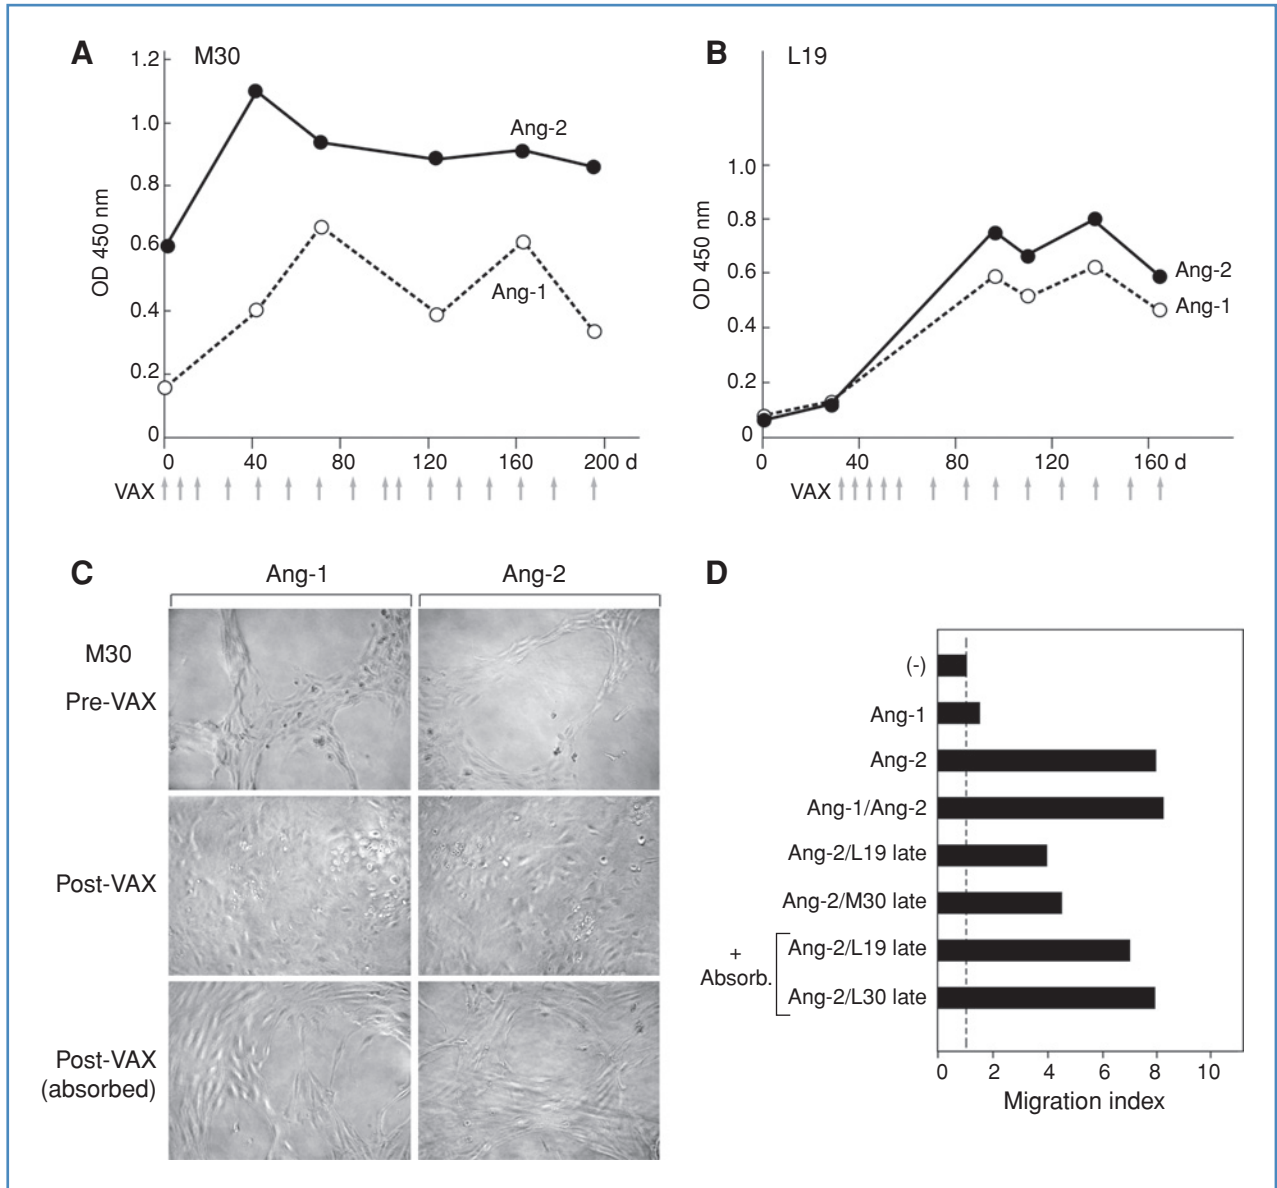 A M30
1.2
1.0
0.8
0.6
0.4
0.2
0
OD 450 nm
Ang-2
Ang-1
0 40 80 120 160 200 d
VAX
B L19
1.0
0.8
0.6
0.4
0.2
0
OD 450 nm
Ang-2
Ang-1
0 40 80 120 160 d
VAX
C
Ang-1 Ang-2
M30
Pre-VAX
Post-VAX
Post-VAX
(absorbed)
D
(-)
Ang-1
Ang-2
Ang-1/Ang-2
Ang-2/L19 late
Ang-2/M30 late
+
Absorb.
Ang-2/L19 late
Ang-2/L30 late
0 2 4 6 8 10
Migration index